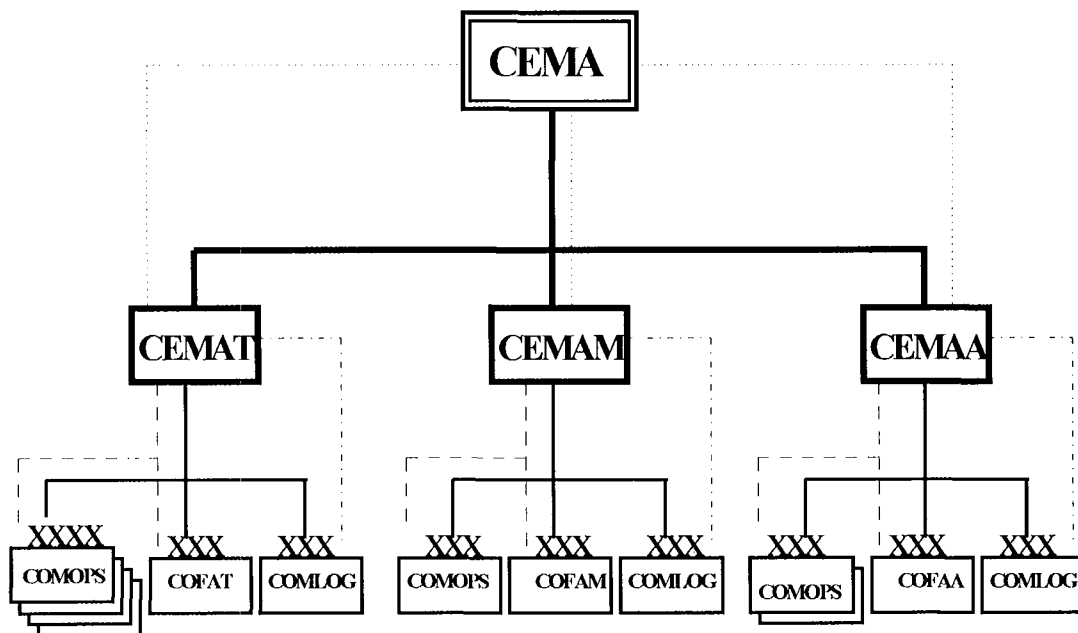 CEMA
CEMAT CEMAM CEMAA
XXXX XXX XXX XXX XXX XXX XXX XXX XXX
COMOPS COFAT COMLOG COMOPS COFAM COMLOG COMOPS COFAA COMLOG